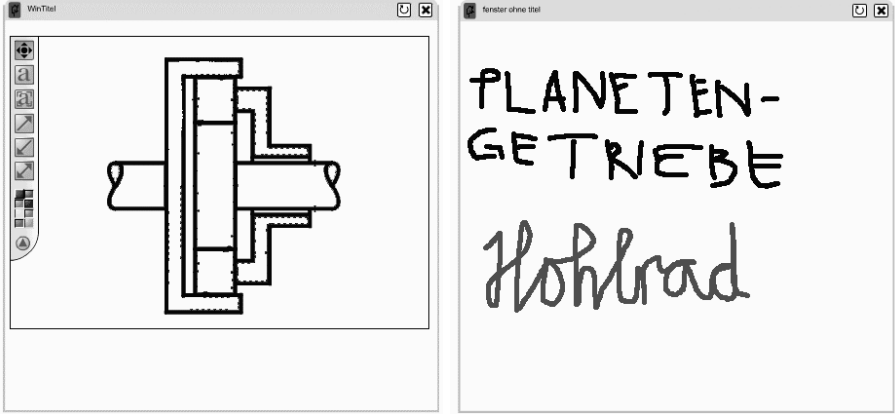 WinTitel
fenster ohne titel
a
a
PLANETEN-
GETRIEBE
Hohlrad